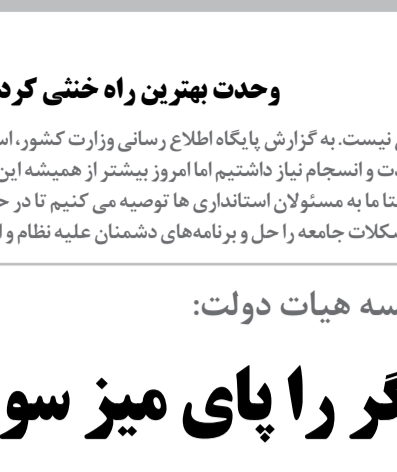 وحدت بهترین راه خنثی کرد
نیست. به گزارش پایگاه اطلاع رسانی وزارت کشور، اس
ت و انسجام نیاز داشتیم اما امروز بیشتر از همیشه این
تا ما به مسئولان استانداری ها توصیه می کنیم تا در ح
کلات جامعه را حل و برنامه‌های دشمنان علیه نظام و ا
سه هیات دولت:
گر را پای میز سو